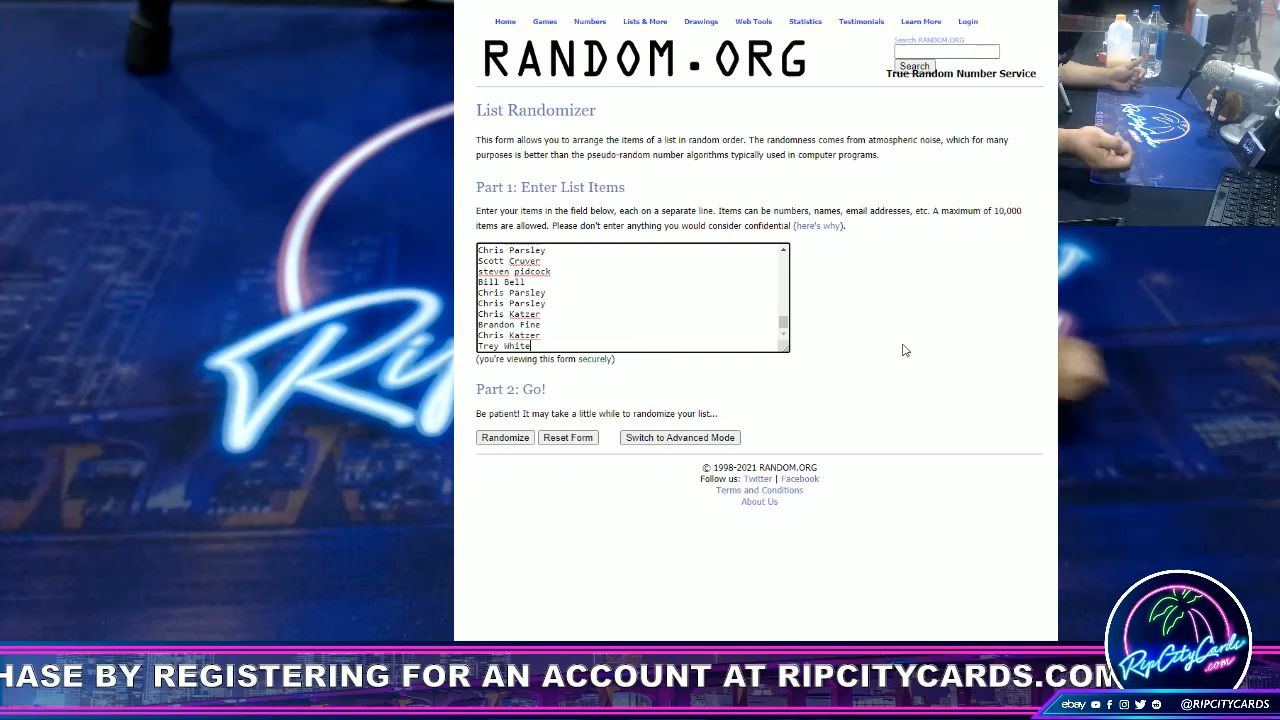 Home Games Numbers Lists & More Drawings Web Tools Statistics Testimonials Learn More Login
Search RANDOM.ORG
RANDOM.ORG
Search
True Random Number Service
List Randomizer
This form allows you to arrange the items of a list in random order. The randomness comes from atmospheric noise, which for many
purposes is better than the pseudo-random number algorithms typically used in computer programs.
Part 1: Enter List Items
Enter your items in the field below, each on a separate line. Items can be numbers, names, email addresses, etc. A maximum of 10,000
items are allowed. Please don't enter anything you would consider confidential (here's why).
Chris Parsley
Scott Cruver
steven pidcock
Bill Bell
Chris Parsley
Chris Parsley
Chris Katzer
Brandon Fine
Chris Katzer
Trey White
(you're viewing this form securely)
Part 2: Go!
Be patient! It may take a little while to randomize your list...
Randomize Reset Form Switch to Advanced Mode
© 1998-2021 RANDOM.ORG
Follow us: Twitter | Facebook
Terms and Conditions
About Us
HASE BY REGISTERING FOR AN ACCOUNT AT RIPCITYCARDS.COM
RipCityCards
.com
ebay @RIPCITYCARDS